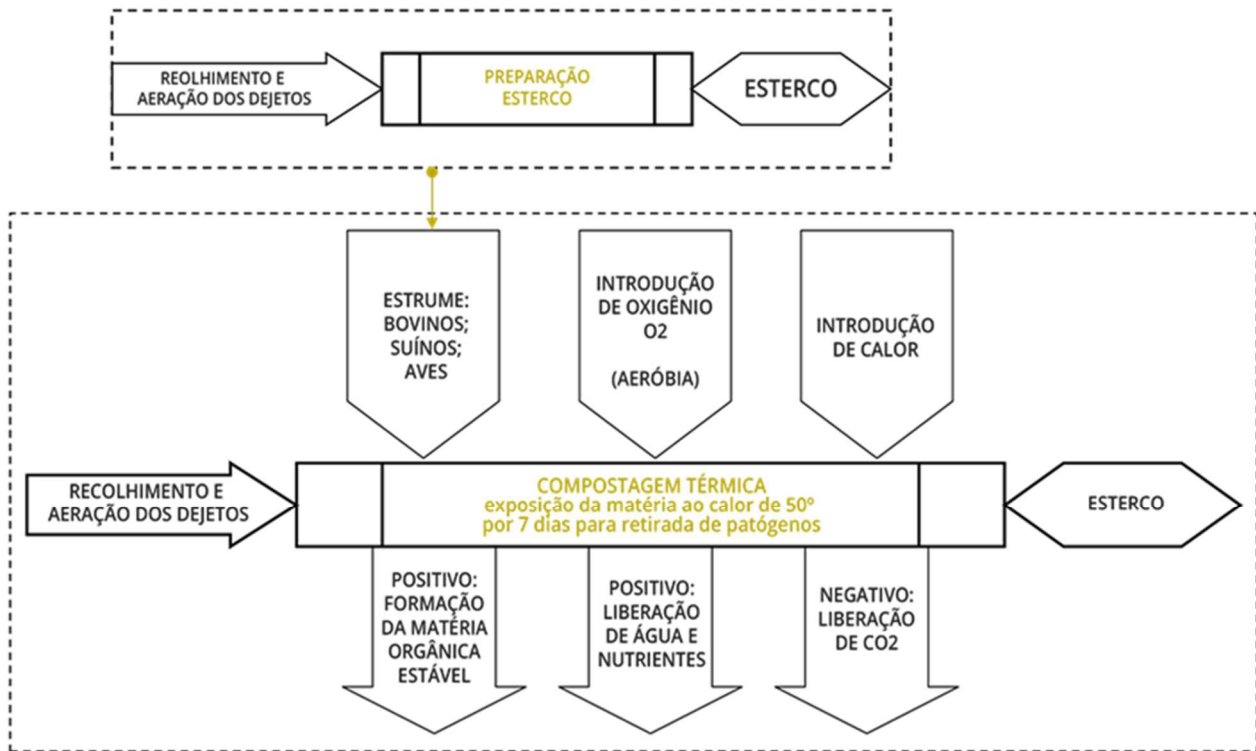 REOLHIMENTO E
AERAÇÃO DOS DEJETOS
PREPARAÇÃO
ESTERCO
ESTERCO
ESTRUME:
BOVINOS;
SUÍNOS;
AVES
INTRODUÇÃO
DE OXIGÊNIO
O2
(AERÓBIA)
INTRODUÇÃO
DE CALOR
RECOLHIMENTO E
AERAÇÃO DOS DEJETOS
COMPOSTAGEM TÉRMICA
exposição da matéria ao calor de 50º
por 7 dias para retirada de patógenos
ESTERCO
POSITIVO:
FORMAÇÃO
DA MATÉRIA
ORGÂNICA
ESTÁVEL
POSITIVO:
LIBERAÇÃO
DE ÁGUA E
NUTRIENTES
NEGATIVO:
LIBERAÇÃO
DE CO2